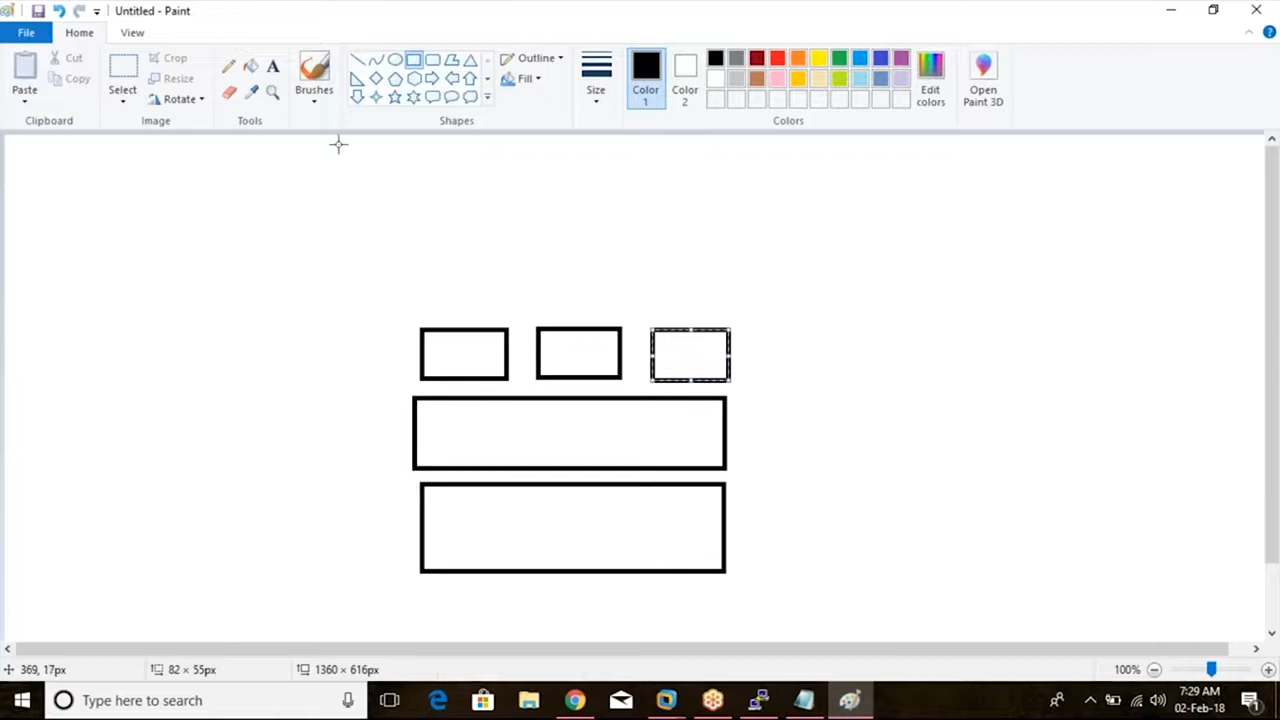 Untitled - Paint
File Home View
Paste
Cut
Copy
Clipboard
Select
Crop
Resize
Rotate
Image
A
Tools
Brushes
Outline
Fill
Shapes
Size
Color 1
Color 2
Edit colors
Colors
Open Paint 3D
369, 17px
82 × 55px
1360 × 616px
100%
Type here to search
7:29 AM
02-Feb-18